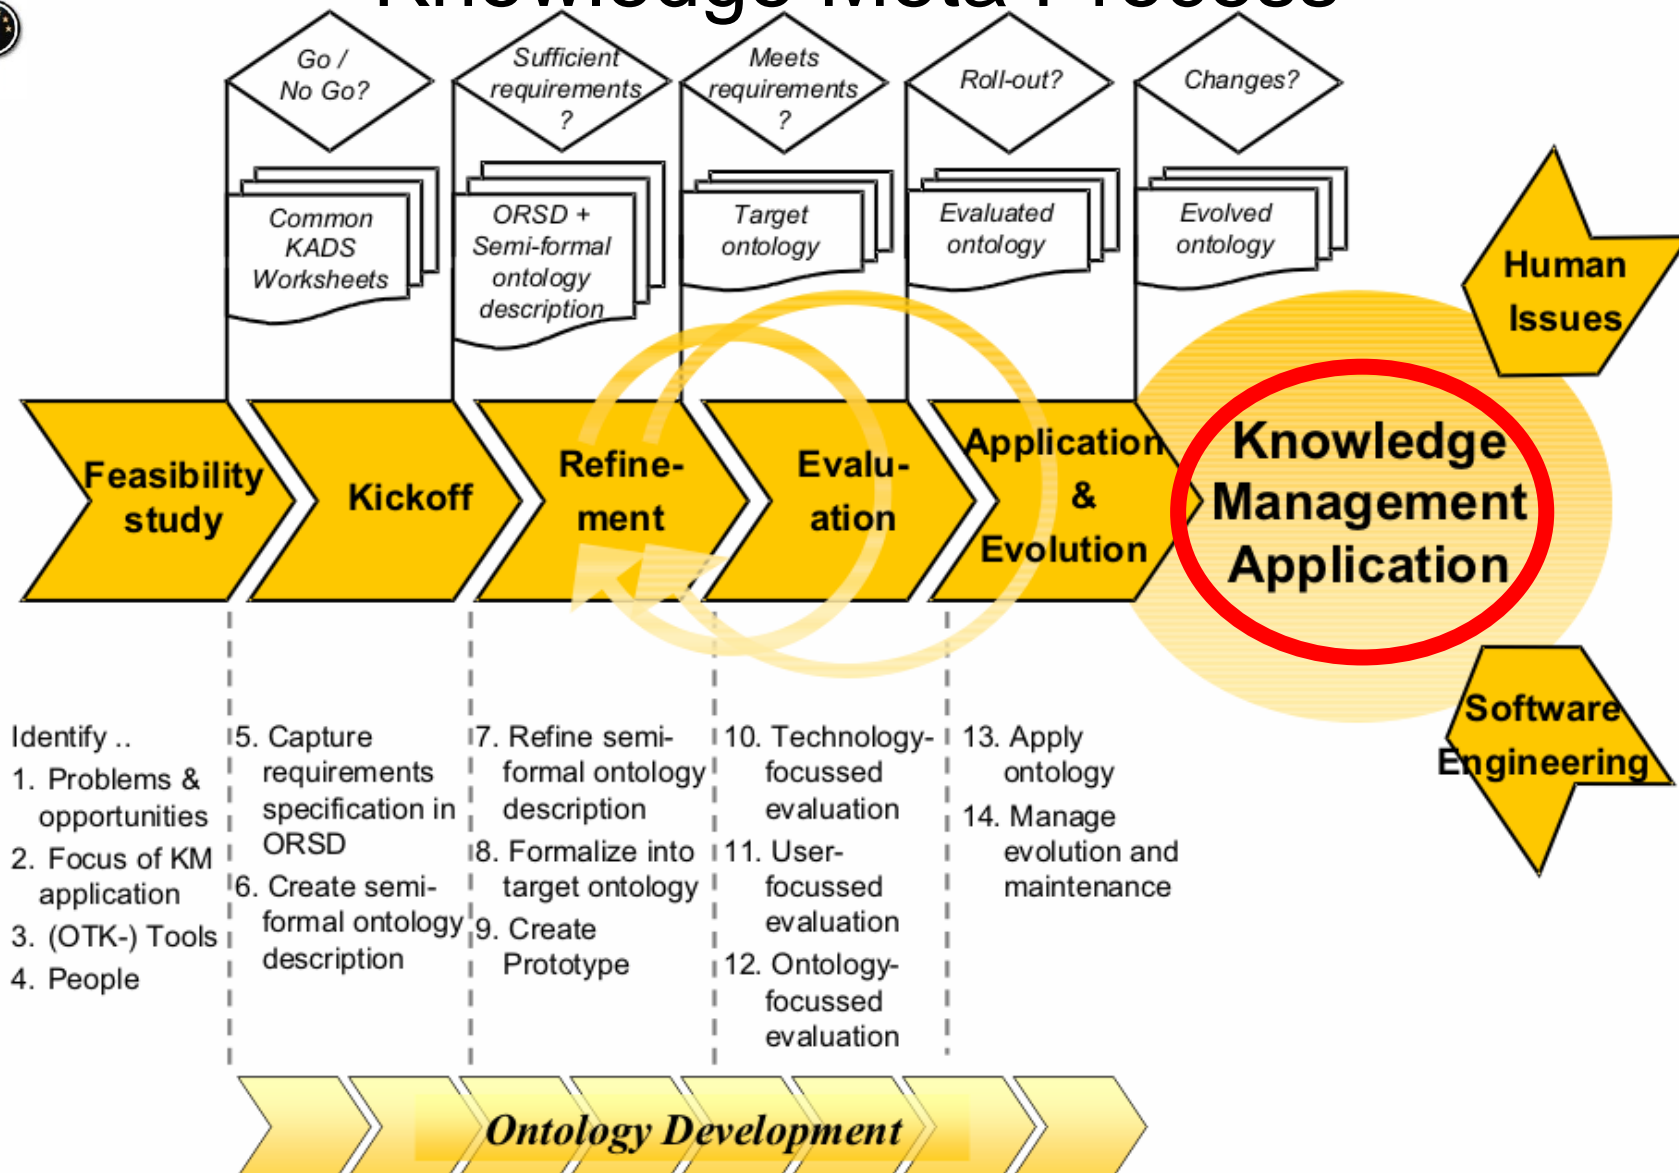 Knowledge Meta Process
Go /
No Go?
Sufficient
requirements
?
Meets
requirements
?
Roll-out?
Changes?
Common
KADS
Worksheets
ORSD +
Semi-formal
ontology
description
Target
ontology
Evaluated
ontology
Evolved
ontology
Human
Issues
Feasibility
study
Kickoff
Refine-
ment
Evalu-
ation
Application
&
Evolution
Knowledge
Management
Application
Software
Engineering
Identify ..
1. Problems &
opportunities
2. Focus of KM
application
3. (OTK-) Tools
4. People
5. Capture
requirements
specification in
ORSD
6. Create semi-
formal ontology
description
7. Refine semi-
formal ontology
description
8. Formalize into
target ontology
9. Create
Prototype
10. Technology-
focussed
evaluation
11. User-
focussed
evaluation
12. Ontology-
focussed
evaluation
13. Apply
ontology
14. Manage
evolution and
maintenance
Ontology Development